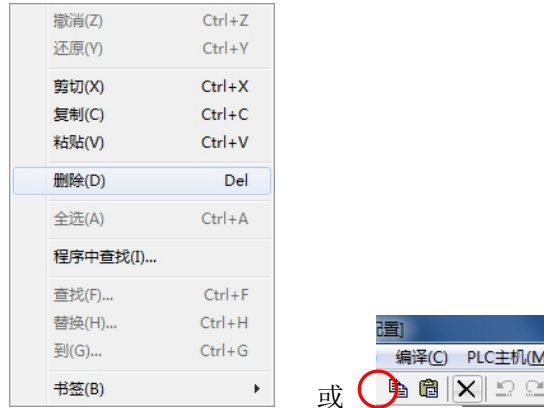 撤消(Z) Ctrl+Z
还原(Y) Ctrl+Y
剪切(X) Ctrl+X
复制(C) Ctrl+C
粘贴(V) Ctrl+V
删除(D) Del
全选(A) Ctrl+A
程序中查找(I)...
查找(F)... Ctrl+F
替换(H)... Ctrl+H
到(G)... Ctrl+G
书签(B)
或
置]
编译(C) PLC主机(M